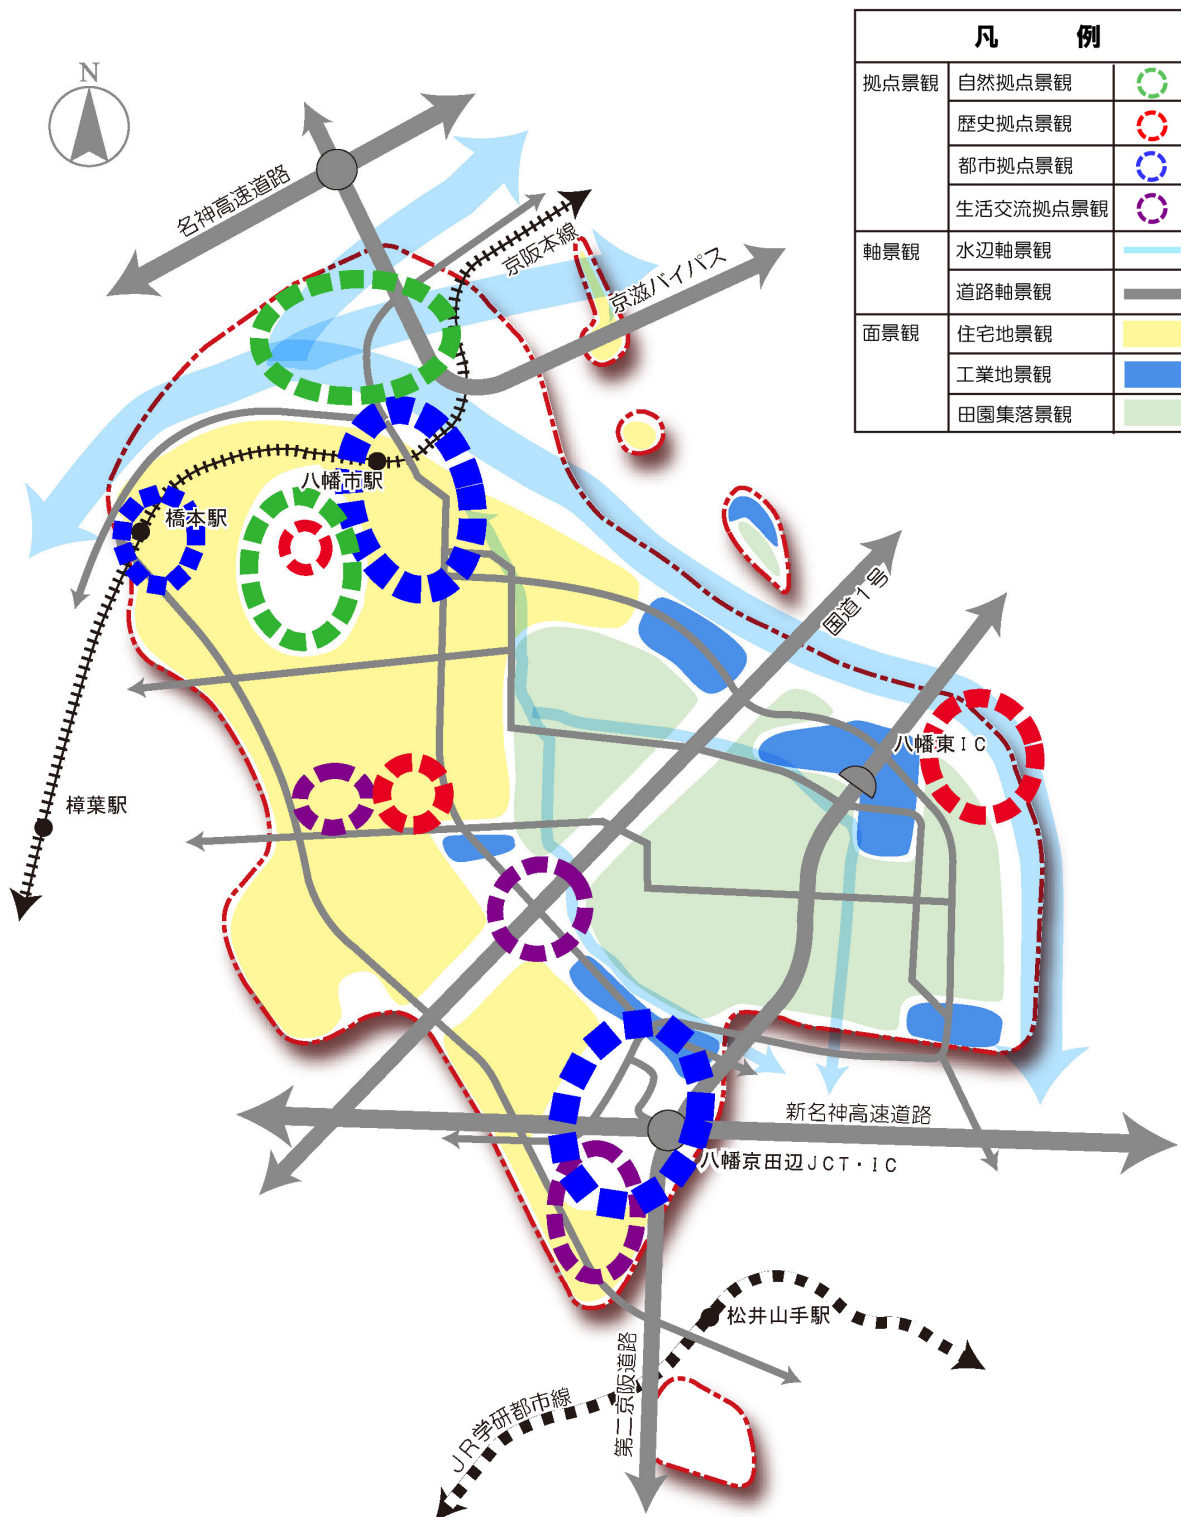 凡 例
拠点景観
自然拠点景観
歴史拠点景観
都市拠点景観
生活交流拠点景観
軸景観
水辺軸景観
道路軸景観
面景観
住宅地景観
工業地景観
田園集落景観
N
名神高速道路
京阪本線
京滋バイパス
八幡市駅
橋本駅
国道1号
八幡東IC
樟葉駅
新名神高速道路
八幡京田辺JCT・IC
松井山手駅
第二京阪道路
JR学研都市線